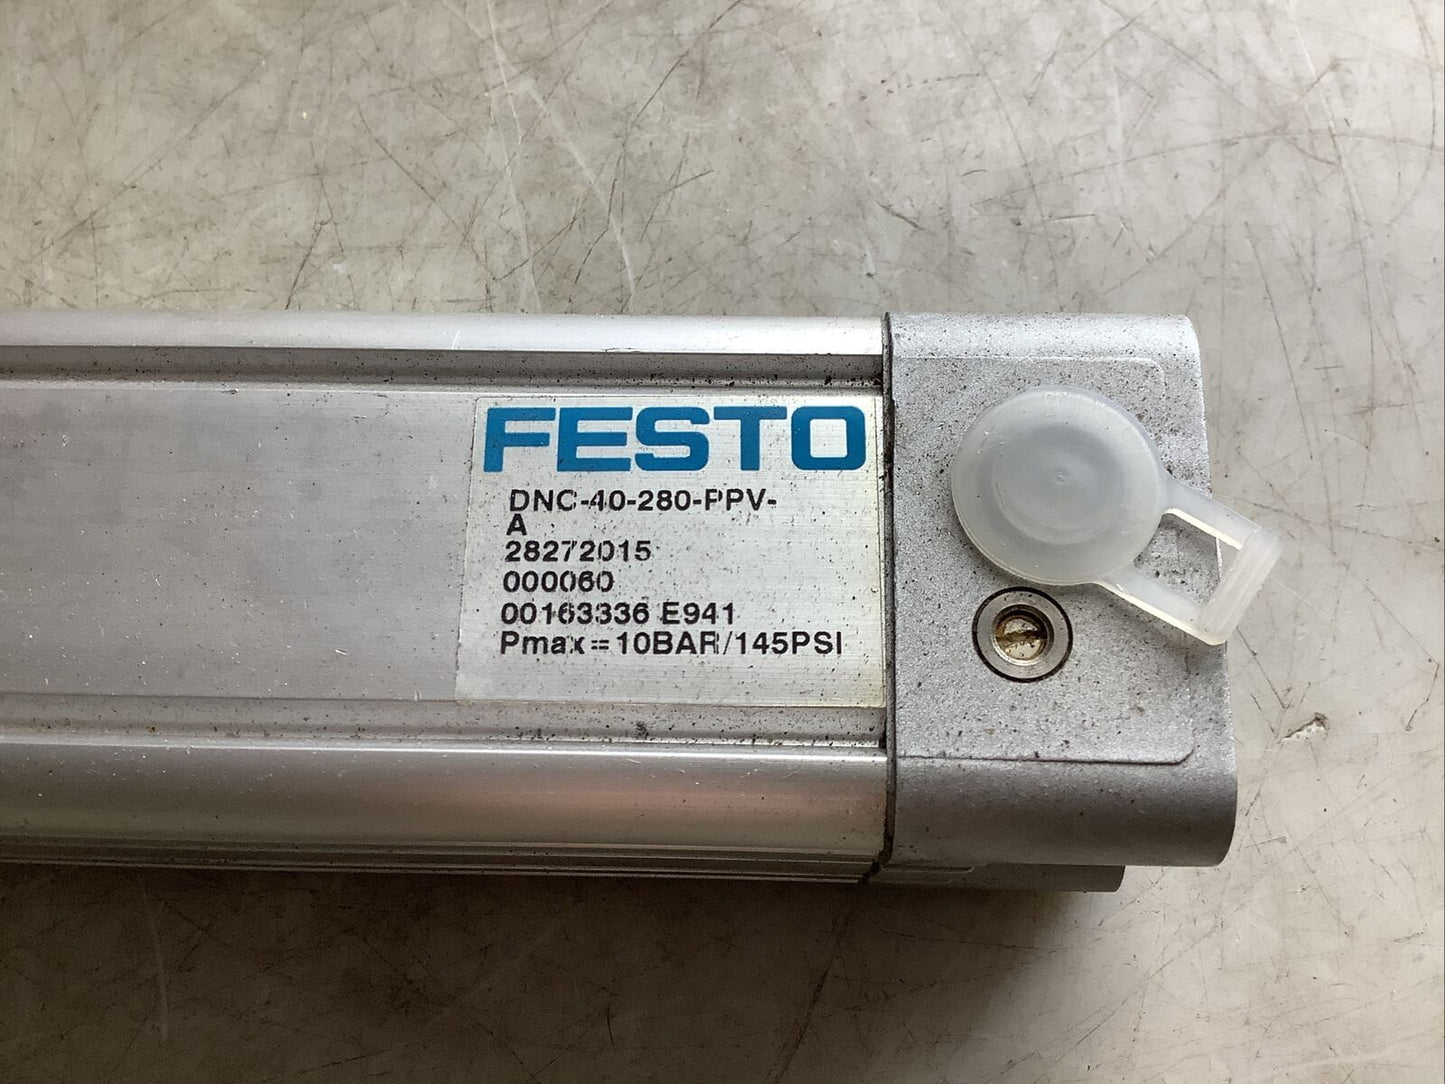 FESTO
DNC-40-280-PPV-
A
28272015
000060
00163336 E941
Pmax=10BAR/145PSI